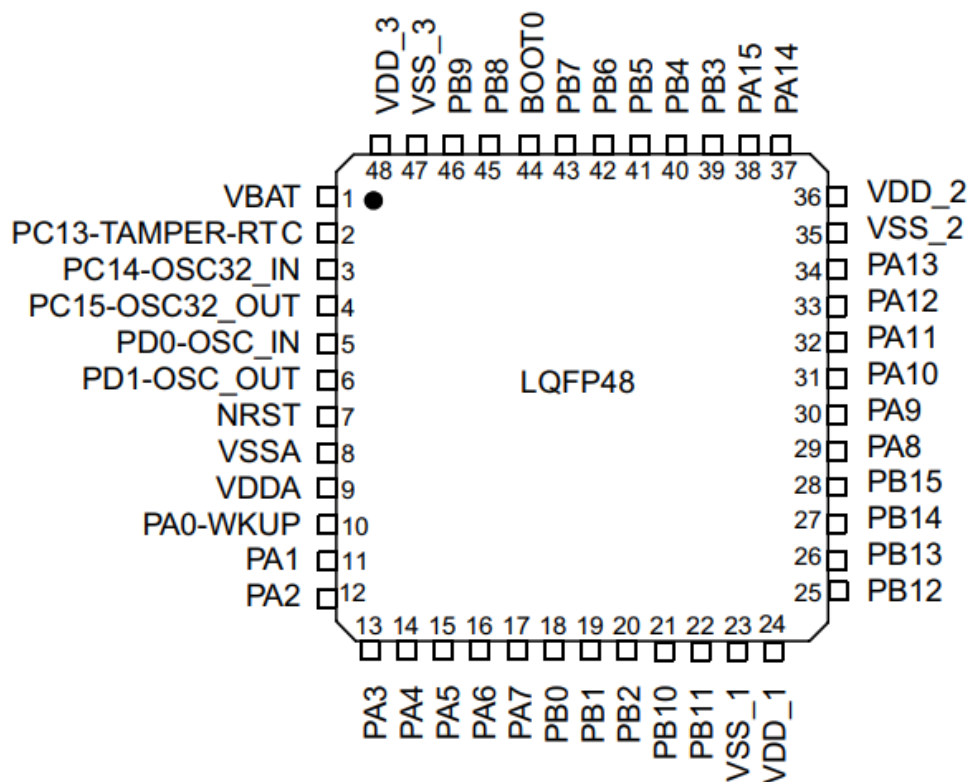 VDD_3
VSS_3
PB9
PB8
BOOT0
PB7
PB6
PB5
PB4
PB3
PA15
PA14
48 47 46 45 44 43 42 41 40 39 38 37
VBAT 1 36 VDD_2
PC13-TAMPER-RTC 2 35 VSS_2
PC14-OSC32_IN 3 34 PA13
PC15-OSC32_OUT 4 33 PA12
PD0-OSC_IN 5 32 PA11
PD1-OSC_OUT 6 LQFP48 31 PA10
NRST 7 30 PA9
VSSA 8 29 PA8
VDDA 9 28 PB15
PA0-WKUP 10 27 PB14
PA1 11 26 PB13
PA2 12 25 PB12
13 14 15 16 17 18 19 20 21 22 23 24
PA3
PA4
PA5
PA6
PA7
PB0
PB1
PB2
PB10
PB11
VSS_1
VDD_1